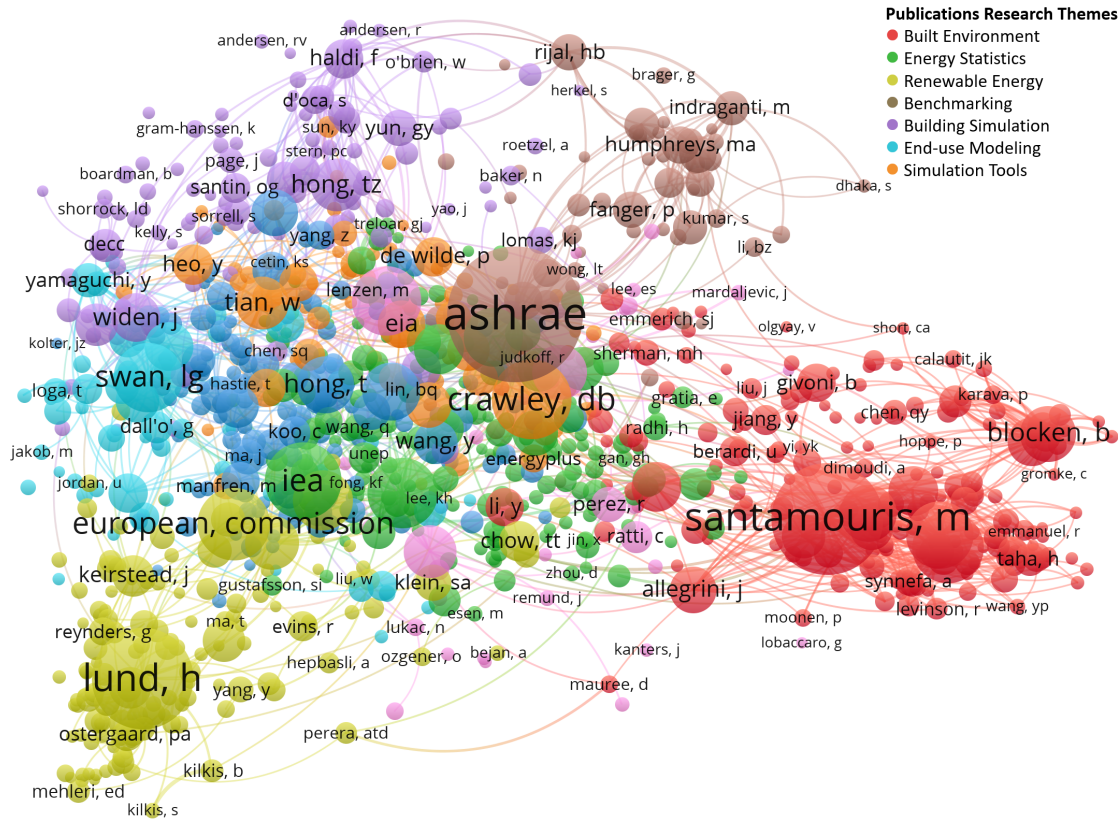 Publications Research Themes
Built Environment
Energy Statistics
Renewable Energy
Benchmarking
Building Simulation
End-use Modeling
Simulation Tools
andersen, r
andersen, rv
haldi, f
o'brien, w
rijal, hb
brager, g
herkel, s
d'oca, s
indraganti, m
gram-hanssen, k
sun, ky
yun, gy
stern, pc
roetzel, a
humphreys, ma
page, j
boardman, b
santin, og
hong, tz
baker, n
dhaka, s
shorrock, ld
sorrell, s
yao, j
fanger, p
kumar, s
kelly, s
treloar, gj
decc
yang, z
lomas, kj
li, bz
heo, y
cetin, ks
de wilde, p
wong, lt
yamaguchi, y
lenzen, m
lee, es
mardaljevic, j
tian, w
widen, j
eia
ashrae
emmerich, sj
olgyay, v
short, ca
kolter, jz
chen, sq
judkoff, r
sherman, mh
calautit, jk
swan, lg
hastie, t
hong, t
lin, bq
liu, j
givoni, b
loga, t
crawley, db
gratia, e
karava, p
chen, qy
jiang, y
dall'o', g
koo, c
wang, q
radhi, h
blocken, b
wang, y
hoppe, p
jakob, m
ma, j
unep
energyplus
gan, gh
berardi, u
yi, yk
dimoudi, a
gromke, c
jordan, u
manfren, m
iea
fong, kf
lee, kh
li, y
perez, r
santamouris, m
european, commission
chow, tt
jin, x
ratti, c
emmanuel, r
taha, h
keirstead, j
gustafsson, si
liu, w
klein, sa
zhou, d
allegrini, j
synnefa, a
remund, j
esen, m
levinson, r
wang, yp
moonen, p
reynders, g
ma, t
evins, r
lukac, n
lobaccaro, g
hepbasli, a
ozgener, o
bejan, a
kanters, j
lund, h
yang, y
mauree, d
ostergaard, pa
perera, atd
kilkis, b
mehleri, ed
kilkis, s